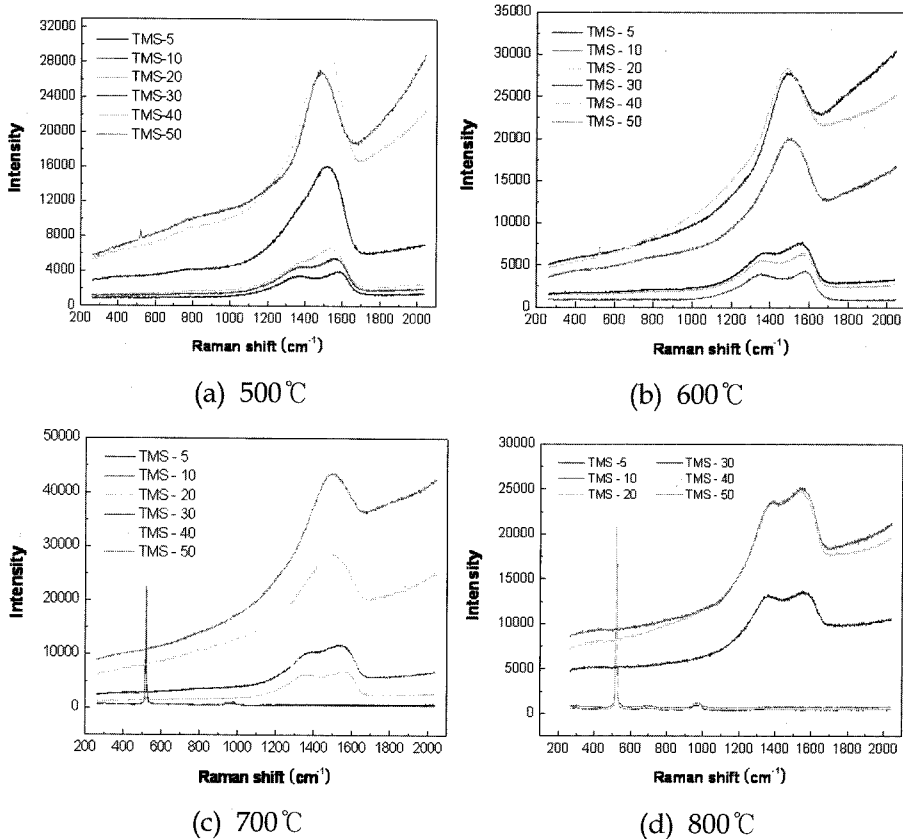 28000
24000
20000
16000
12000
8000
4000
0
Intensity
TMS-5
TMS-10
TMS-20
TMS-30
TMS-40
TMS-50
200 400 600 800 1000 1200 1400 1600 1800 2000
Raman shift (cm⁻¹)
(a) 500℃
35000
30000
25000
20000
15000
10000
5000
0
Intensity
TMS - 5
TMS - 10
TMS - 20
TMS - 30
TMS - 40
TMS - 50
200 400 600 800 1000 1200 1400 1600 1800 2000
Raman shift (cm⁻¹)
(b) 600℃
50000
40000
30000
20000
10000
0
Intensity
TMS - 5
TMS - 10
TMS - 20
TMS - 30
TMS - 40
TMS - 50
200 400 600 800 1000 1200 1400 1600 1800 2000
Raman shift (cm⁻¹)
(c) 700℃
30000
25000
20000
15000
10000
5000
0
Intensity
TMS -5 TMS - 30
TMS - 10 TMS - 40
TMS - 20 TMS - 50
200 400 600 800 1000 1200 1400 1600 1800 2000
Raman shift (cm⁻¹)
(d) 800℃